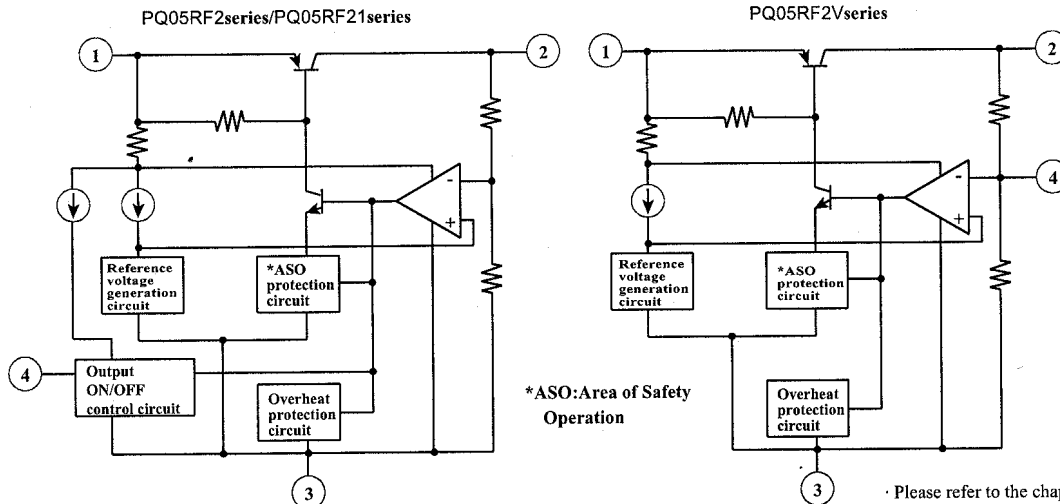 PQ05RF2series/PQ05RF21series
1
2
-
+
Reference
voltage
generation
circuit
*ASO
protection
circuit
4
Output
ON/OFF
control circuit
Overheat
protection
circuit
3
*ASO:Area of Safety
Operation
PQ05RF2Vseries
1
2
-
4
+
Reference
voltage
generation
circuit
*ASO
protection
circuit
Overheat
protection
circuit
3
· Please refer to the chap